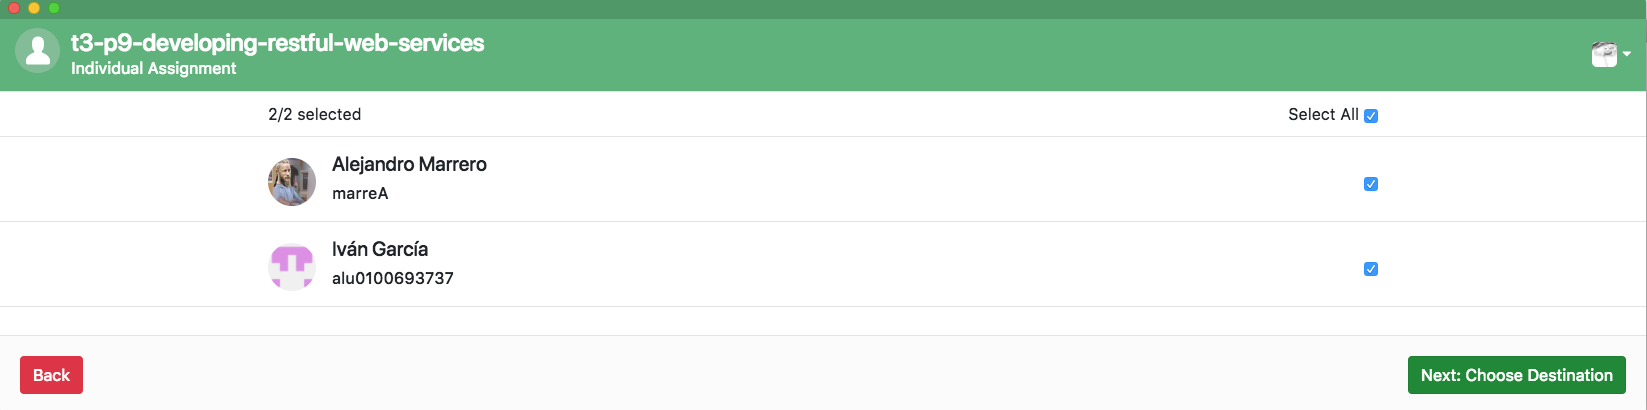 t3-p9-developing-restful-web-services
Individual Assignment
2/2 selected
Select All
Alejandro Marrero
marreA
Iván García
alu0100693737
Back
Next: Choose Destination